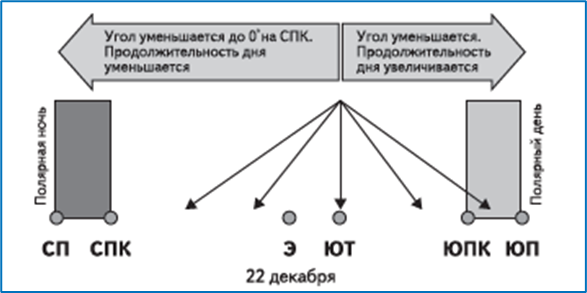 Угол уменьшается до 0° на СПК.
Продолжительность дня
уменьшается
Угол уменьшается.
Продолжительность
дня увеличивается
Полярная ночь
Полярный день
СП СПК Э ЮТ ЮПК ЮП
22 декабря